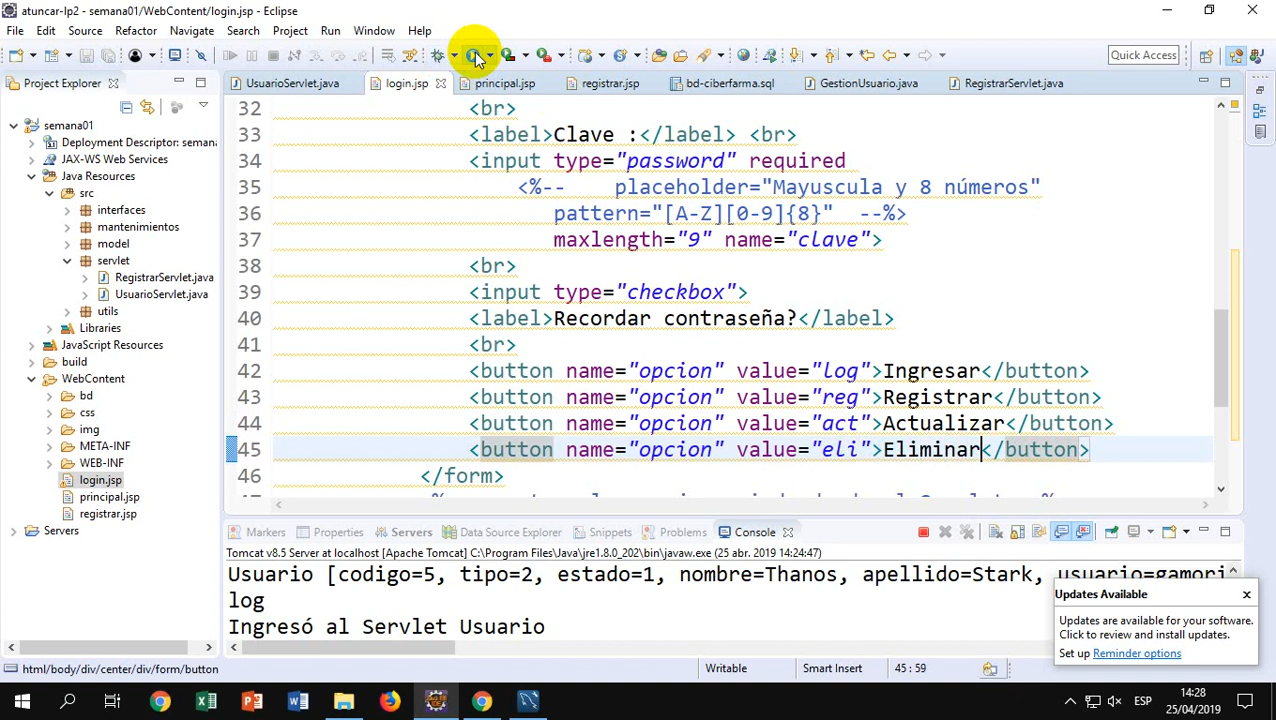 atuncar-lp2 - semana01/WebContent/login.jsp - Eclipse
File Edit Source Refactor Navigate Search Project Run Window Help
Quick Access
Project Explorer
UsuarioServlet.java login.jsp principal.jsp registrar.jsp bd-ciberfarma.sql GestionUsuario.java RegistrarServlet.java
semana01
Deployment Descriptor: semana
JAX-WS Web Services
Java Resources
src
interfaces
mantenimientos
model
servlet
RegistrarServlet.java
UsuarioServlet.java
utils
Libraries
JavaScript Resources
build
WebContent
bd
css
img
META-INF
WEB-INF
login.jsp
principal.jsp
registrar.jsp
Servers
32 <br>
33 <label>Clave :</label> <br>
34 <input type="password" required
35 <%-- placeholder="Mayuscula y 8 números"
36 pattern="[A-Z][0-9]{8}" --%>
37 maxlength="9" name="clave">
38 <br>
39 <input type="checkbox">
40 <label>Recordar contraseña?</label>
41 <br>
42 <button name="opcion" value="log">Ingresar</button>
43 <button name="opcion" value="reg">Registrar</button>
44 <button name="opcion" value="act">Actualizar</button>
45 <button name="opcion" value="eli">Eliminar</button>
46 </form>
Markers Properties Servers Data Source Explorer Snippets Problems Console
Tomcat v8.5 Server at localhost [Apache Tomcat] C:\Program Files\Java\jre1.8.0_202\bin\javaw.exe (25 abr. 2019 14:24:47)
Usuario [codigo=5, tipo=2, estado=1, nombre=Thanos, apellido=Stark, usuario=gamori
log
Ingresó al Servlet Usuario
Updates Available
Updates are available for your software.
Click to review and install updates.
Set up Reminder options
html/body/div/center/div/form/button
Writable Smart Insert 45 : 59
ESP
14:28
25/04/2019